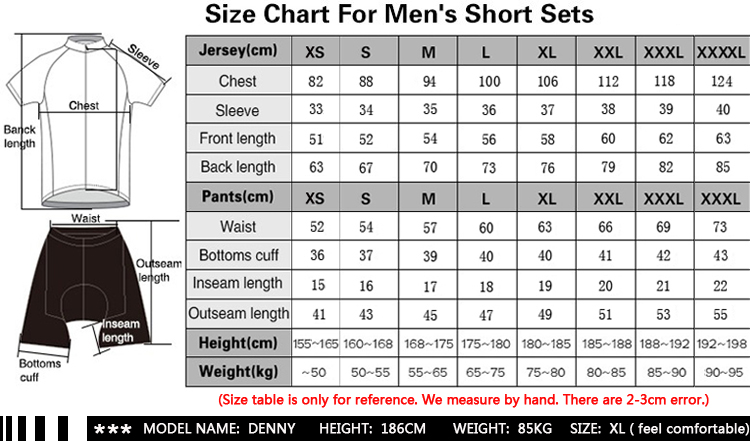 Size Chart For Men's Short Sets
Sleeve
Chest
Banck
length
Waist
Outseam
length
Inseam
length
Bottoms
cuff
Jersey(cm) XS S M L XL XXL XXXL XXXXL
Chest 82 88 94 100 106 112 118 124
Sleeve 33 34 35 36 37 38 39 40
Front length 51 52 54 56 58 60 62 63
Back length 63 67 70 73 76 79 82 85
Pants(cm) XS S M L XL XXL XXXL XXXL
Waist 52 54 57 60 63 66 69 73
Bottoms cuff 36 37 39 40 40 41 42 43
Inseam length 15 16 17 18 19 20 21 22
Outseam length 41 43 45 47 49 51 53 55
Height(cm) 155~165 160~168 168~175 175~180 180~185 185~188 188~192 192~198
Weight(kg) ~50 50~55 55~65 65~75 75~80 80~85 85~90 90~95
(Size table is only for reference. We measure by hand. There are 2-3cm error.)
*** MODEL NAME: DENNY HEIGHT: 186CM WEIGHT: 85KG SIZE: XL ( feel comfortable)